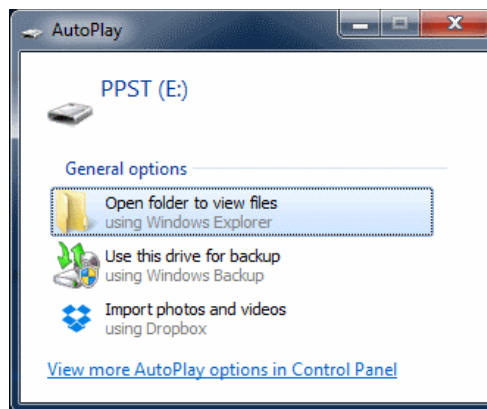 AutoPlay
PPST (E:)
General options
Open folder to view files
using Windows Explorer
Use this drive for backup
using Windows Backup
Import photos and videos
using Dropbox
View more AutoPlay options in Control Panel